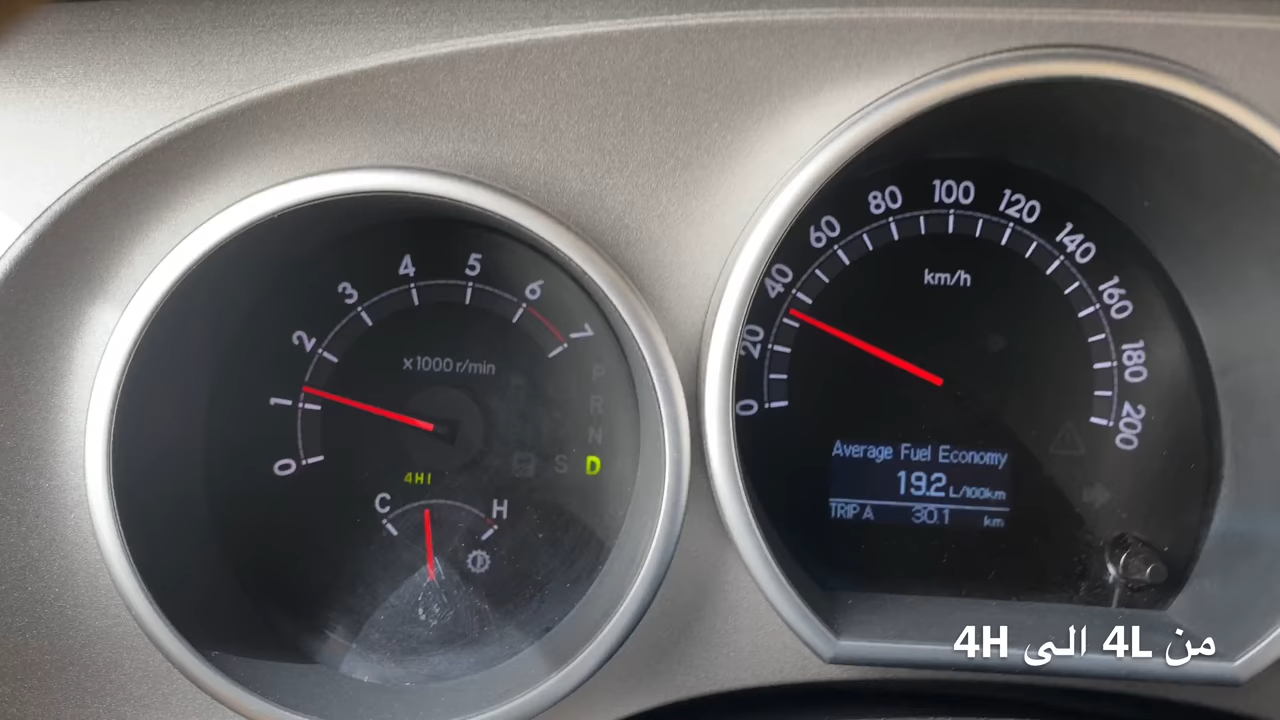 0
1
2
3
4
5
6
7
x1000 r/min
P
R
N
S D
4HI
C
H
0
20
40
60
80
100
120
140
160
180
200
km/h
Average Fuel Economy
19.2 L/100km
TRIP A 30.1 km
من 4L الى 4H